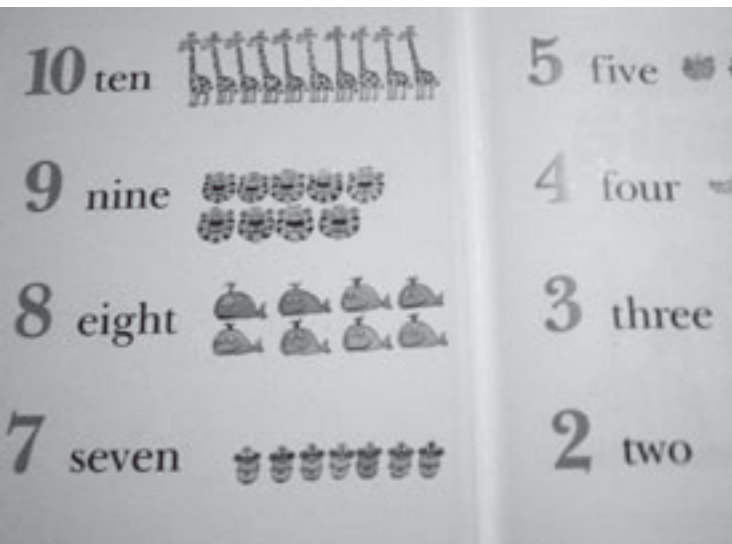 10 ten
9 nine
8 eight
7 seven
5 five
4 four
3 three
2 two